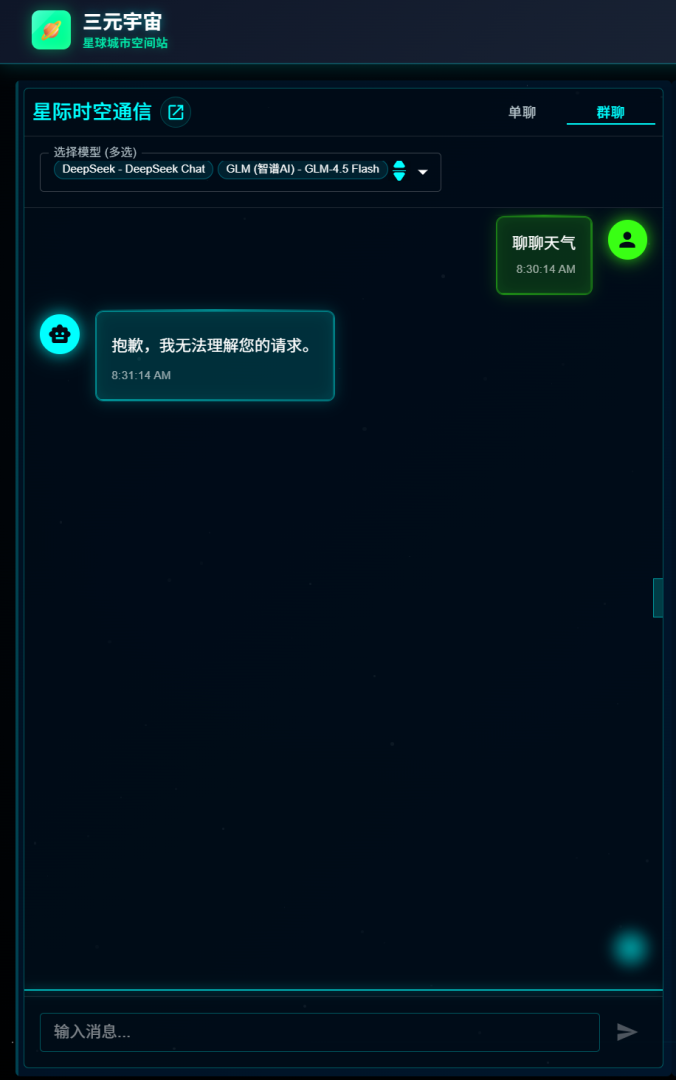 三元宇宙
星球城市空间站
星际时空通信
单聊
群聊
选择模型 (多选)
DeepSeek - DeepSeek Chat
GLM (智谱AI) - GLM-4.5 Flash
聊聊天气
8:30:14 AM
抱歉，我无法理解您的请求。
8:31:14 AM
输入消息...